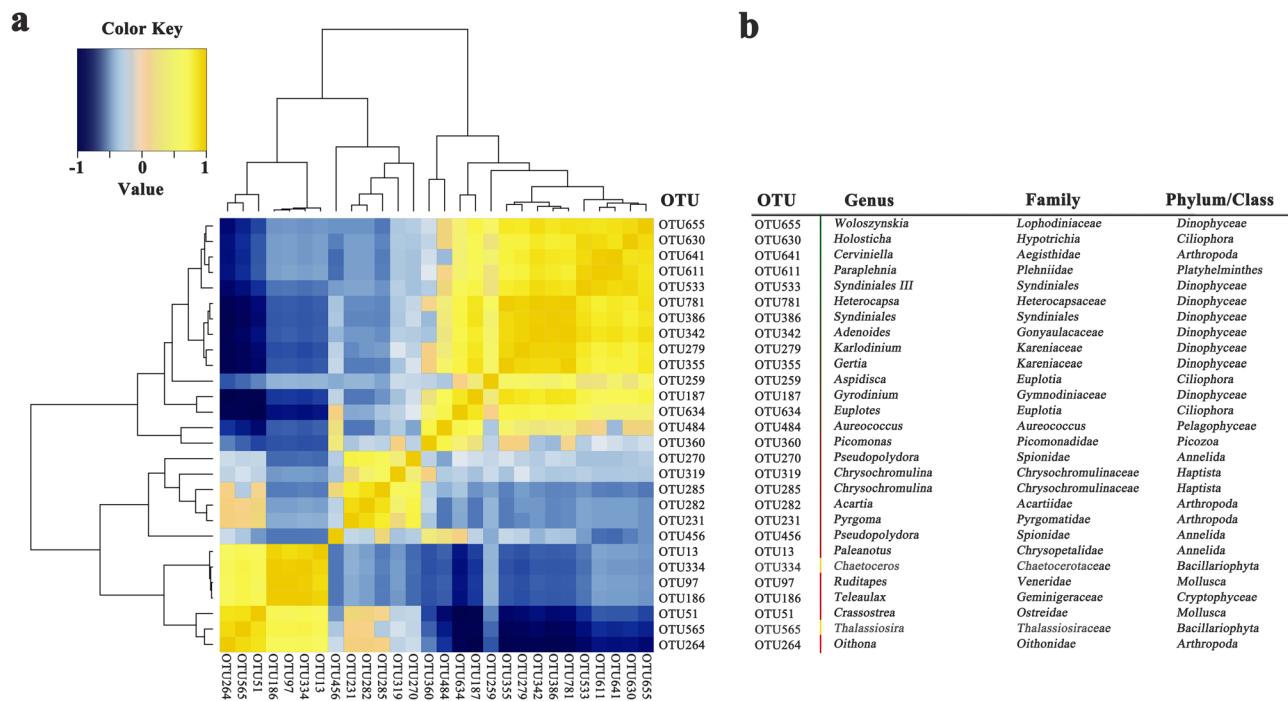 a
b
Color Key
-1 0 1
Value
OTU
OTU655
OTU630
OTU641
OTU611
OTU533
OTU781
OTU386
OTU342
OTU279
OTU355
OTU259
OTU187
OTU634
OTU484
OTU360
OTU270
OTU319
OTU285
OTU282
OTU231
OTU456
OTU13
OTU334
OTU97
OTU186
OTU51
OTU565
OTU264
OTU264
OTU565
OTU51
OTU186
OTU97
OTU334
OTU13
OTU456
OTU231
OTU282
OTU285
OTU319
OTU270
OTU360
OTU484
OTU634
OTU187
OTU259
OTU355
OTU279
OTU342
OTU386
OTU781
OTU533
OTU611
OTU641
OTU630
OTU655
OTU Genus Family Phylum/Class
OTU655 Woloszynskia Lophodiniaceae Dinophyceae
OTU630 Holosticha Hypotrichia Ciliophora
OTU641 Cerviniella Aegisthidae Arthropoda
OTU611 Paraplehnia Plehniidae Platyhelminthes
OTU533 Syndiniales III Syndiniales Dinophyceae
OTU781 Heterocapsa Heterocapsaceae Dinophyceae
OTU386 Syndiniales Syndiniales Dinophyceae
OTU342 Adenoides Gonyaulacaceae Dinophyceae
OTU279 Karlodinium Kareniaceae Dinophyceae
OTU355 Gertia Kareniaceae Dinophyceae
OTU259 Aspidisca Euplotia Ciliophora
OTU187 Gyrodinium Gymnodiniaceae Dinophyceae
OTU634 Euplotes Euplotia Ciliophora
OTU484 Aureococcus Aureococcus Pelagophyceae
OTU360 Picomonas Picomonadidae Picozoa
OTU270 Pseudopolydora Spionidae Annelida
OTU319 Chrysochromulina Chrysochromulinaceae Haptista
OTU285 Chrysochromulina Chrysochromulinaceae Haptista
OTU282 Acartia Acartiidae Arthropoda
OTU231 Pyrgoma Pyrgomatidae Arthropoda
OTU456 Pseudopolydora Spionidae Annelida
OTU13 Paleanotus Chrysopetalidae Annelida
OTU334 Chaetoceros Chaetocerotaceae Bacillariophyta
OTU97 Ruditapes Veneridae Mollusca
OTU186 Teleaulax Geminigeraceae Cryptophyceae
OTU51 Crassostrea Ostreidae Mollusca
OTU565 Thalassiosira Thalassiosiraceae Bacillariophyta
OTU264 Oithona Oithonidae Arthropoda